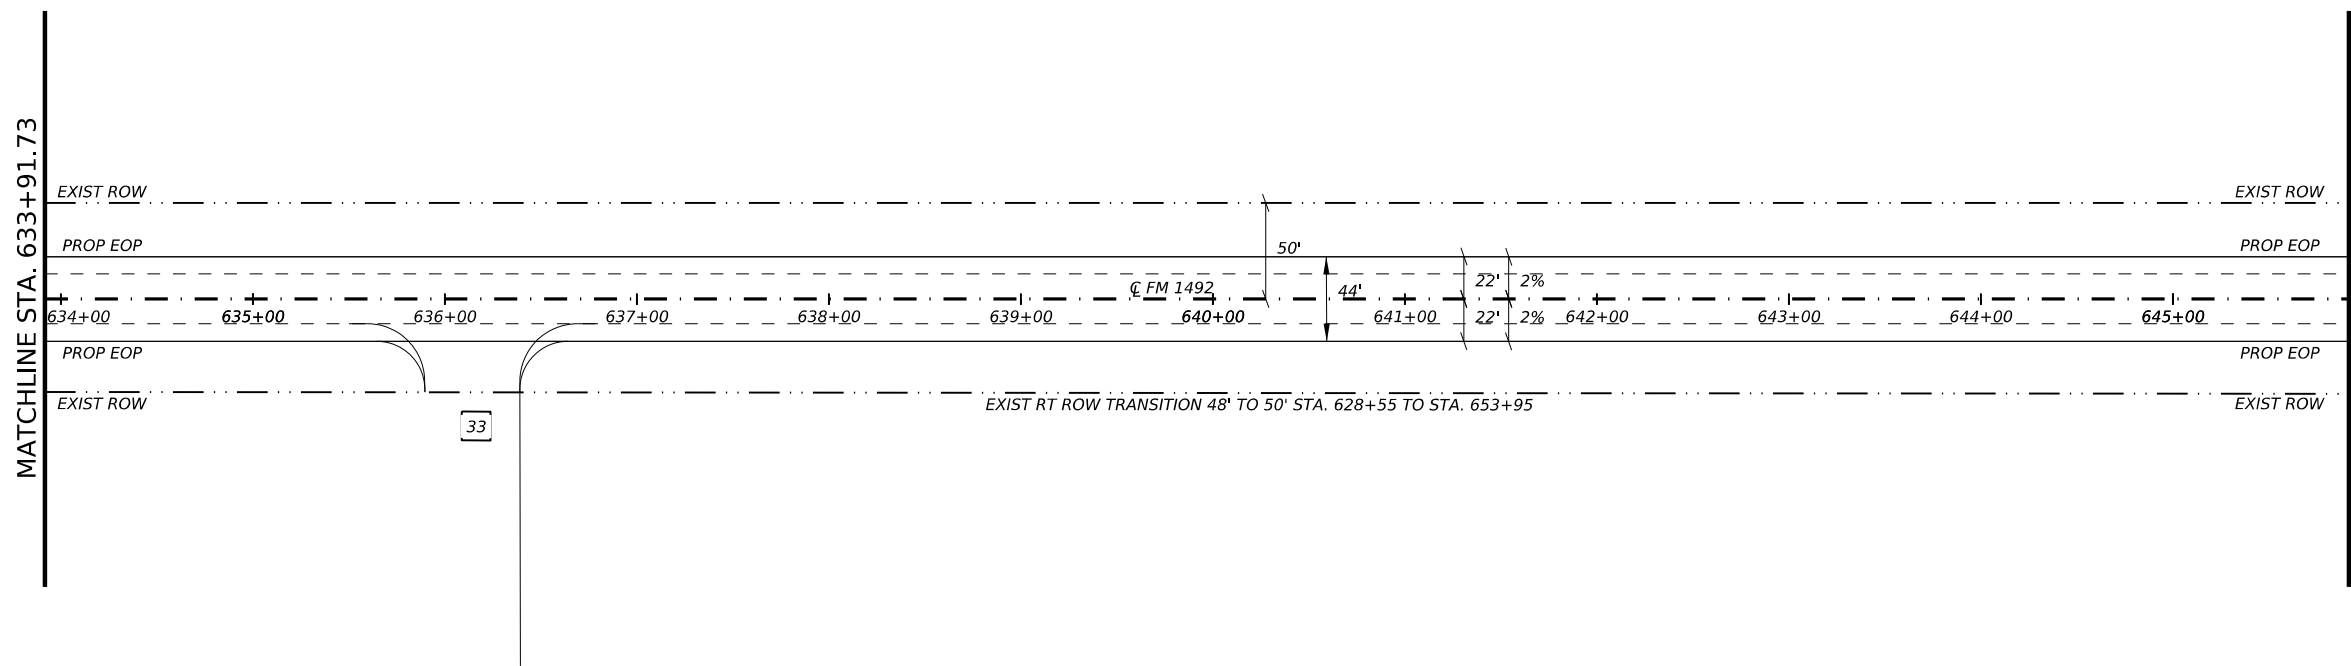 MATCHLINE STA. 633+91.73
EXIST ROW
EXIST ROW
PROP EOP
PROP EOP
50'
℄ FM 1492
44'
22'
2%
634+00
635+00
636+00
637+00
638+00
639+00
640+00
641+00
22'
2%
642+00
643+00
644+00
645+00
PROP EOP
PROP EOP
EXIST ROW
EXIST RT ROW TRANSITION 48' TO 50' STA. 628+55 TO STA. 653+95
EXIST ROW
33